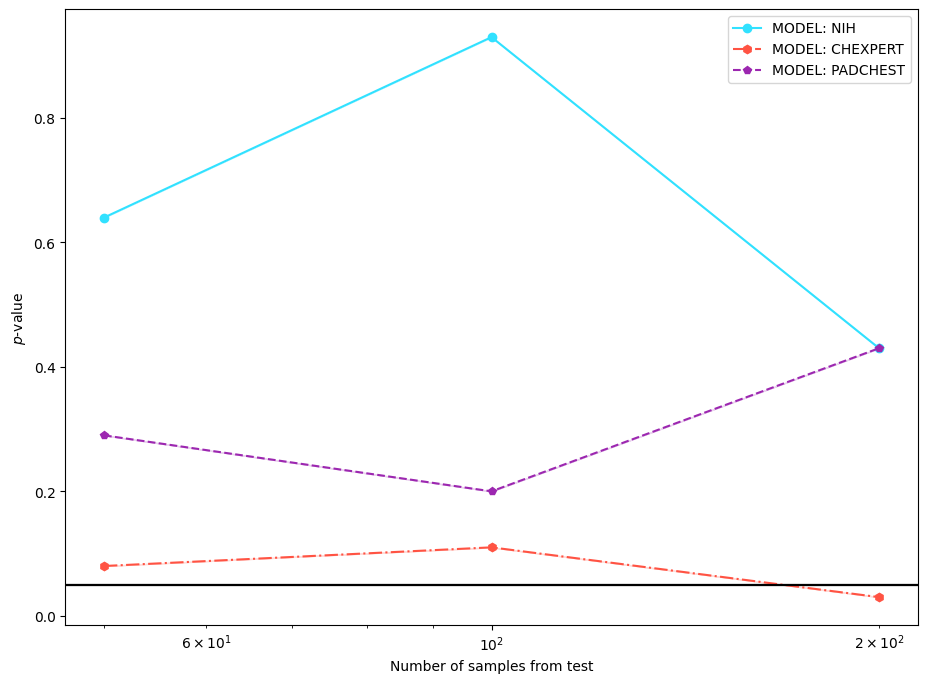 MODEL: NIH
MODEL: CHEXPERT
MODEL: PADCHEST
0.8
0.6
0.4
0.2
0.0
p-value
6 × 10¹
10²
2 × 10²
Number of samples from test